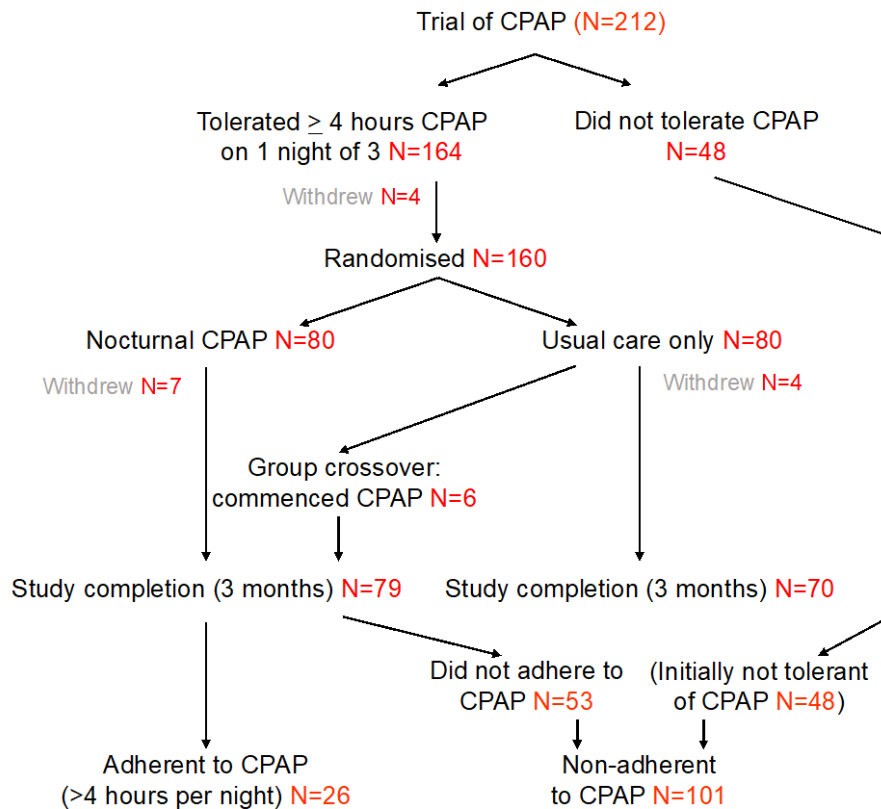 Trial of CPAP (N=212)
Tolerated ≥ 4 hours CPAP
on 1 night of 3 N=164
Did not tolerate CPAP
N=48
Withdrew N=4
Randomised N=160
Nocturnal CPAP N=80
Usual care only N=80
Withdrew N=7
Withdrew N=4
Group crossover:
commenced CPAP N=6
Study completion (3 months) N=79
Study completion (3 months) N=70
Did not adhere to
CPAP N=53
(Initially not tolerant
of CPAP N=48)
Adherent to CPAP
(>4 hours per night) N=26
Non-adherent
to CPAP N=101